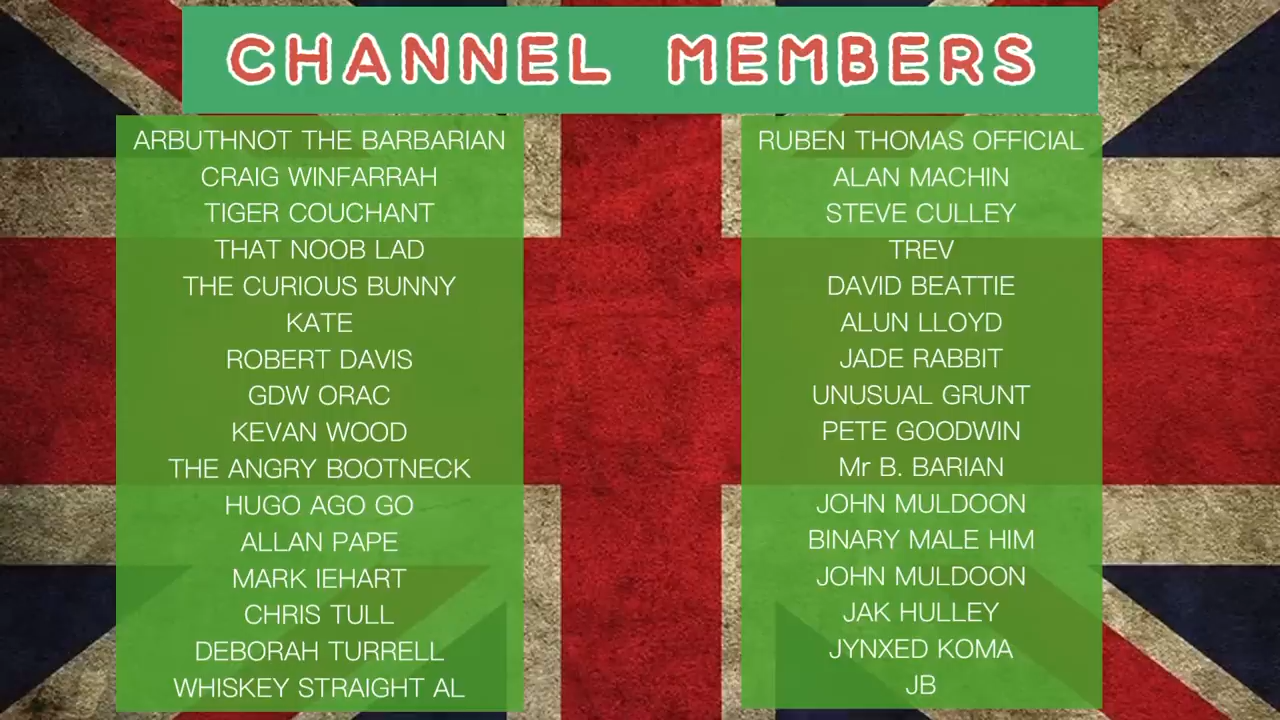 CHANNEL MEMBERS
ARBUTHNOT THE BARBARIAN
CRAIG WINFARRAH
TIGER COUCHANT
THAT NOOB LAD
THE CURIOUS BUNNY
KATE
ROBERT DAVIS
GDW ORAC
KEVAN WOOD
THE ANGRY BOOTNECK
HUGO AGO GO
ALLAN PAPE
MARK IEHART
CHRIS TULL
DEBORAH TURRELL
WHISKEY STRAIGHT AL
RUBEN THOMAS OFFICIAL
ALAN MACHIN
STEVE CULLEY
TREV
DAVID BEATTIE
ALUN LLOYD
JADE RABBIT
UNUSUAL GRUNT
PETE GOODWIN
Mr B. BARIAN
JOHN MULDOON
BINARY MALE HIM
JOHN MULDOON
JAK HULLEY
JYNXED KOMA
JB